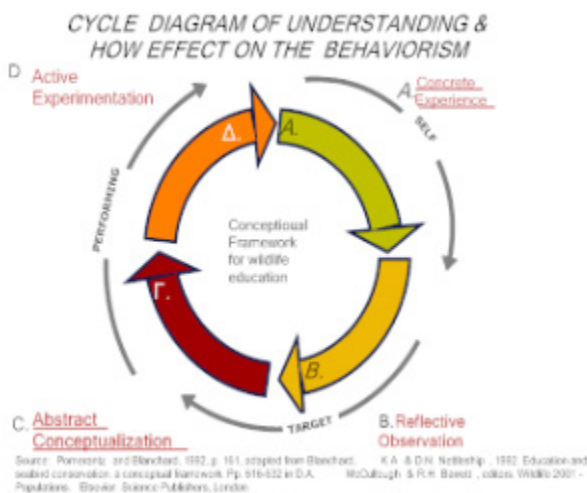 CYCLE DIAGRAM OF UNDERSTANDING &
HOW EFFECT ON THE BEHAVIORISM
D Active
Experimentation
A. Concrete
Experience
SELF
PERFORMING
TARGET
Δ.
A.
B.
Γ.
Conceptional
Framework
for wildlife
education
C. Abstract
Conceptualization
B. Reflective
Observation
Source: Pomerantz and Blanchard, 1992, p. 161, adapted from Blanchard, K.A. & D.N. Nettleship, 1992. Education and
seabird conservation: a conceptual framework. Pp. 616-632 in D.A. McCullough & R.H. Barrett, editors. Wildlife 2001 -
Populations. Elsevier Science Publishers, London